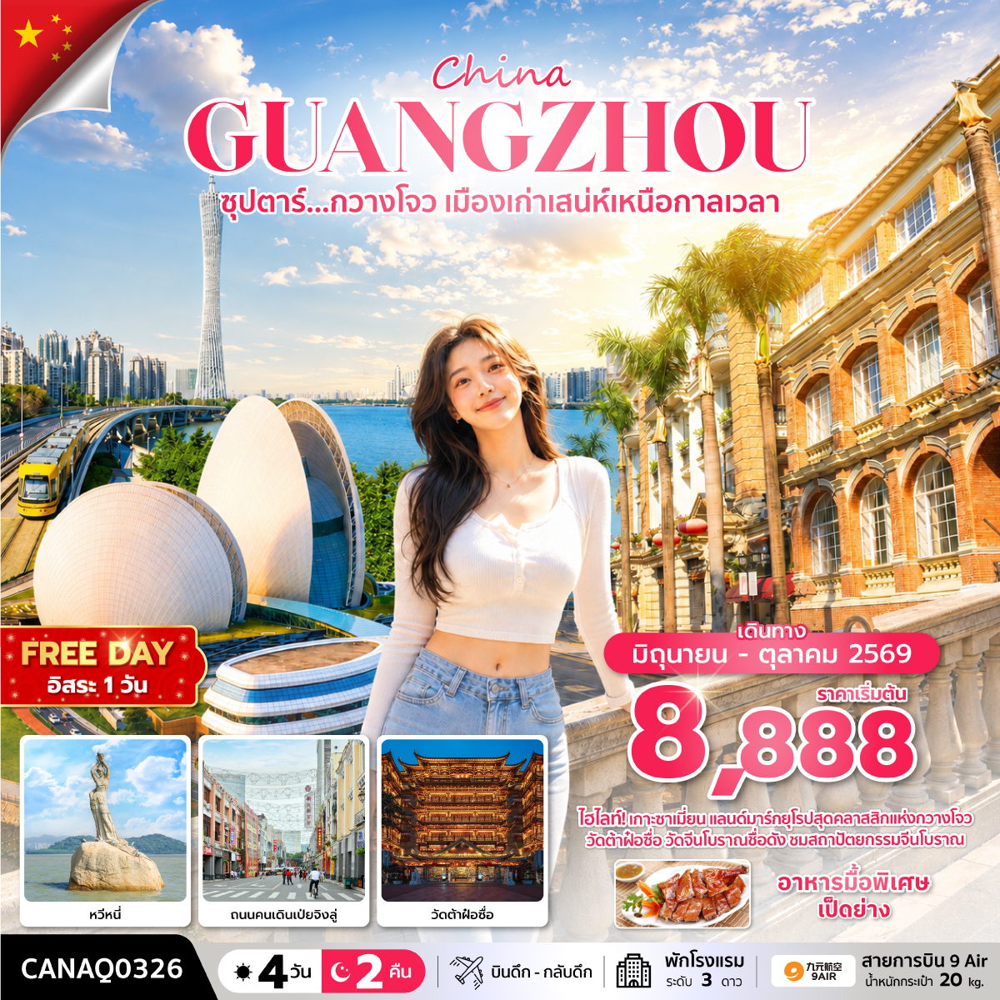 China
GUANGZHOU
ซุปตาร์...กวางโจว เมืองเก่าเสน่ห์เหนือกาลเวลา
FREE DAY
อิสระ 1 วัน
เดินทาง
มิถุนายน - ตุลาคม 2569
ราคาเริ่มต้น
8,888
ไฮไลท์! เกาะซาเมี่ยน แลนด์มาร์กยุโรปสุดคลาสสิกแห่งกวางโจว
วัดต้าฝ๋อซื่อ วัดจีนโบราณชื่อดัง ชมสถาปัตยกรรมจีนโบราณ
อาหารมื้อพิเศษ
เป็ดย่าง
หวีหนี่
ถนนคนเดินเป่ยจิงลู่
วัดต้าฝ๋อซื่อ
CANAQ0326
4 วัน 2 คืน
บินดึก - กลับดึก
พักโรงแรม
ระดับ 3 ดาว
九元航空
9AIR
สายการบิน 9 Air
น้ำหนักกระเป๋า 20 kg.